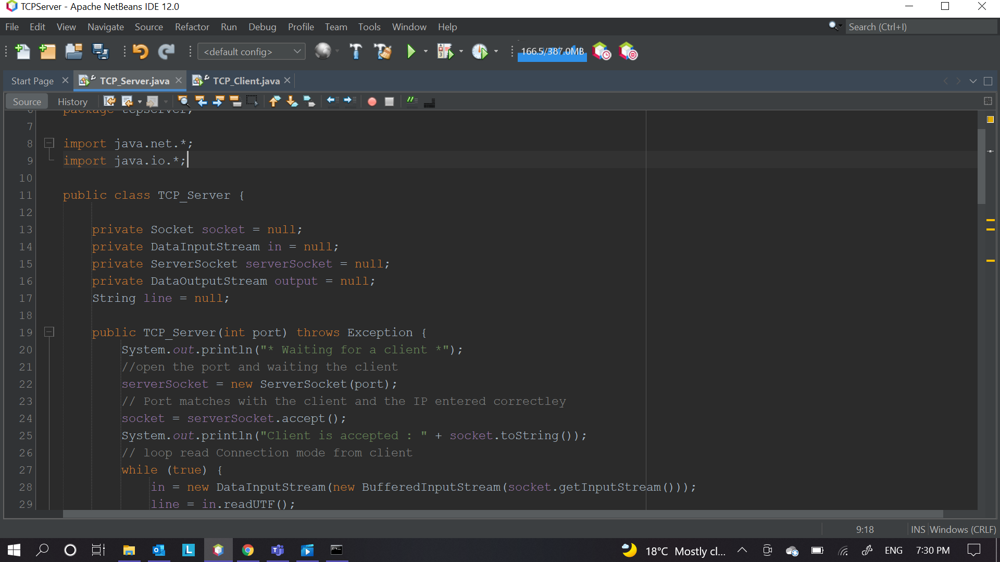 TCPServer - Apache NetBeans IDE 12.0
File Edit View Navigate Source Refactor Run Debug Profile Team Tools Window Help Search (Ctrl+I)
<default config> 166.5/387.0MB
Start Page TCP_Server.java TCP_Client.java
Source History
6 package tcpserver;
7
8 import java.net.*;
9 import java.io.*;
10
11 public class TCP_Server {
12
13 private Socket socket = null;
14 private DataInputStream in = null;
15 private ServerSocket serverSocket = null;
16 private DataOutputStream output = null;
17 String line = null;
18
19 public TCP_Server(int port) throws Exception {
20 System.out.println("* Waiting for a client *");
21 //open the port and waiting the client
22 serverSocket = new ServerSocket(port);
23 // Port matches with the client and the IP entered correctley
24 socket = serverSocket.accept();
25 System.out.println("Client is accepted : " + socket.toString());
26 // loop read Connection mode from client
27 while (true) {
28 in = new DataInputStream(new BufferedInputStream(socket.getInputStream()));
29 line = in.readUTF();
9:18 INS Windows (CRLF)
L 18°C Mostly cl... ENG 7:30 PM